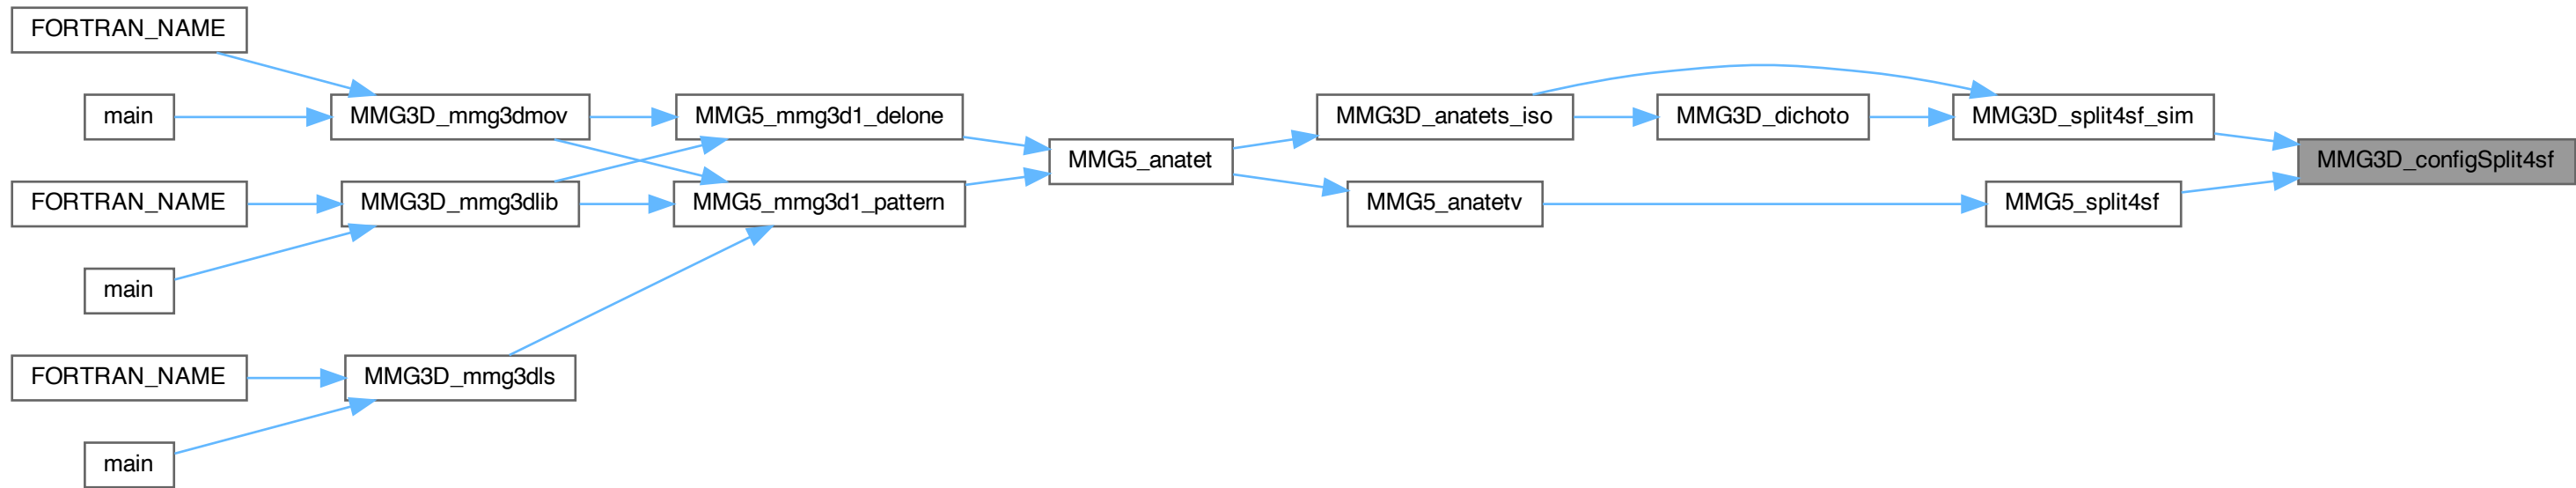 FORTRAN_NAME
main
MMG3D_mmg3dmov
MMG5_mmg3d1_delone
MMG3D_anatets_iso
MMG3D_dichoto
MMG3D_split4sf_sim
MMG5_anatet
MMG3D_configSplit4sf
FORTRAN_NAME
MMG3D_mmg3dlib
MMG5_mmg3d1_pattern
MMG5_anatetv
MMG5_split4sf
main
FORTRAN_NAME
MMG3D_mmg3dls
main